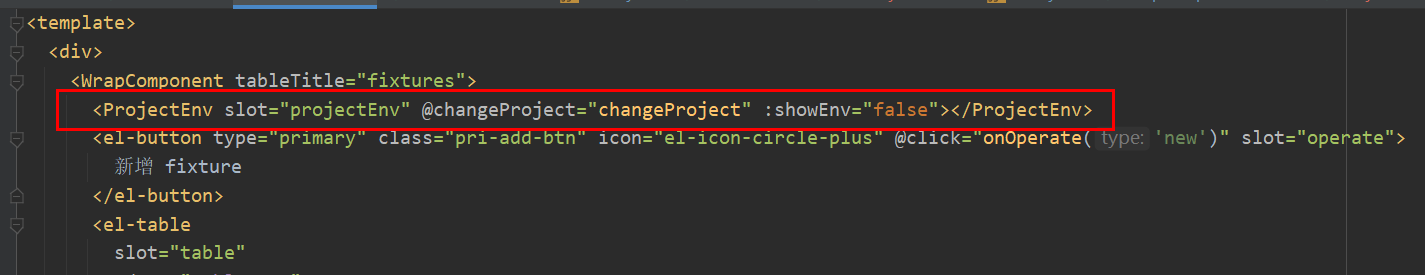 <template>
<div>
<WrapComponent tableTitle="fixtures">
<ProjectEnv slot="projectEnv" @changeProject="changeProject" :showEnv="false"></ProjectEnv>
<el-button type="primary" class="pri-add-btn" icon="el-icon-circle-plus" @click="onOperate( type: 'new')" slot="operate">
新增 fixture
</el-button>
<el-table
slot="table"